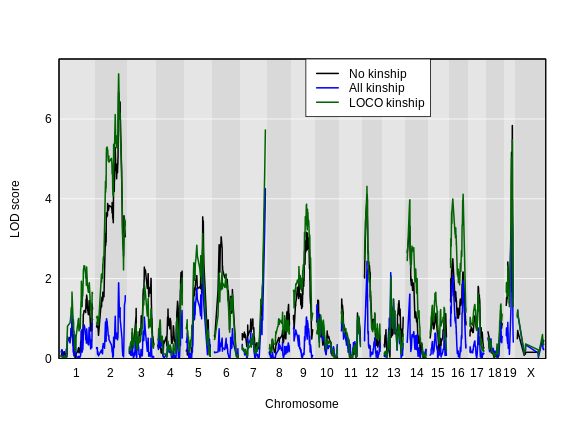 No kinship
All kinship
LOCO kinship
6
4
2
0
LOD score
1 2 3 4 5 6 7 8 9 10 11 12 13 14 15 16 17 18 19 X
Chromosome